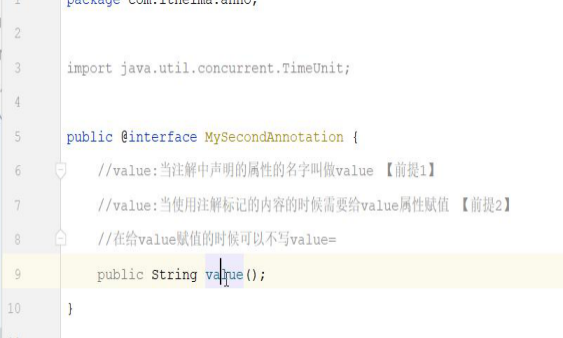 1 package com.itheima.anno;
2
3 import java.util.concurrent.TimeUnit;
4
5 public @interface MySecondAnnotation {
6 //value:当注解中声明的属性的名字叫做value 【前提1】
7 //value:当使用注解标记的内容的时候需要给value属性赋值 【前提2】
8 //在给value赋值的时候可以不写value=
9 public String value();
10 }